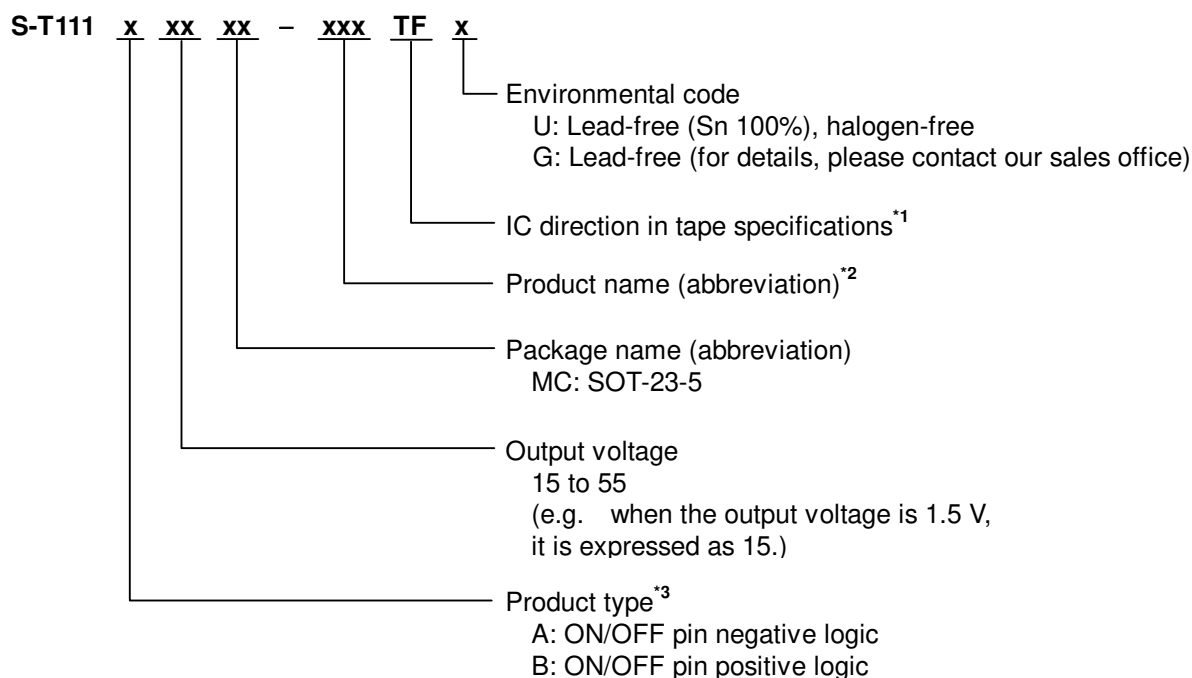 S-T111 x xx xx – xxx TF x
Environmental code
U: Lead-free (Sn 100%), halogen-free
G: Lead-free (for details, please contact our sales office)
IC direction in tape specifications*1
Product name (abbreviation)*2
Package name (abbreviation)
MC: SOT-23-5
Output voltage
15 to 55
(e.g. when the output voltage is 1.5 V,
it is expressed as 15.)
Product type*3
A: ON/OFF pin negative logic
B: ON/OFF pin positive logic